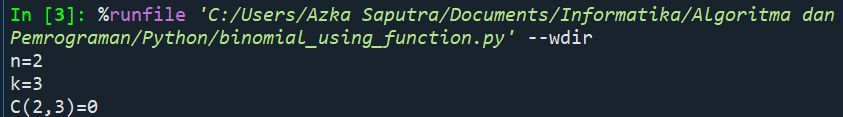 In [3]: %runfile 'C:/Users/Azka Saputra/Documents/Informatika/Algoritma dan
Pemrograman/Python/binomial_using_function.py' --wdir
n=2
k=3
C(2,3)=0